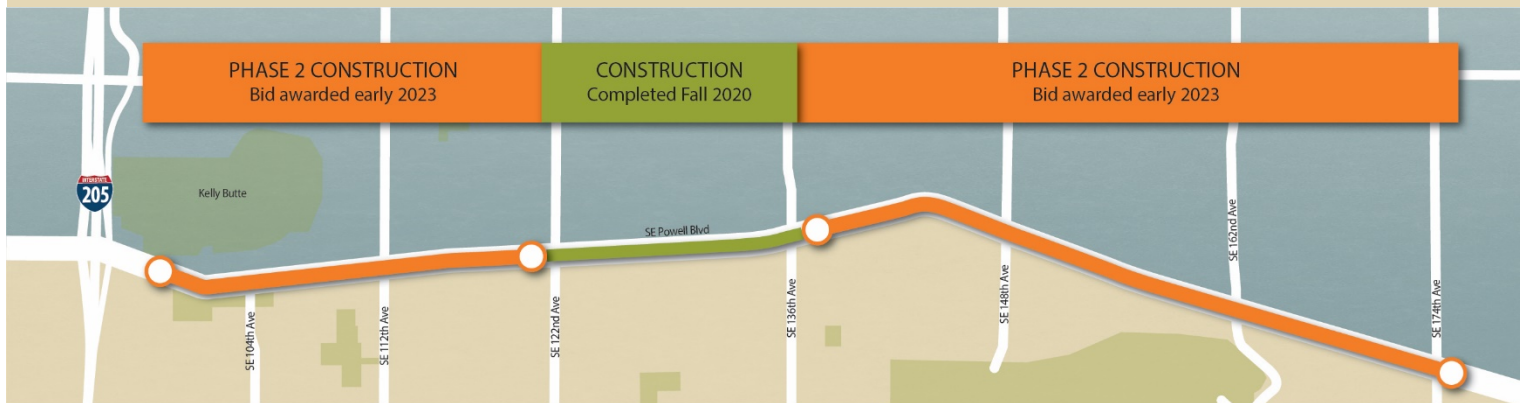 PHASE 2 CONSTRUCTION
Bid awarded early 2023
CONSTRUCTION
Completed Fall 2020
PHASE 2 CONSTRUCTION
Bid awarded early 2023
INTERSTATE
205
Kelly Butte
SE Powell Blvd
SE 104th Ave
SE 112th Ave
SE 122nd Ave
SE 136th Ave
SE 148th Ave
SE 162nd Ave
SE 174th Ave